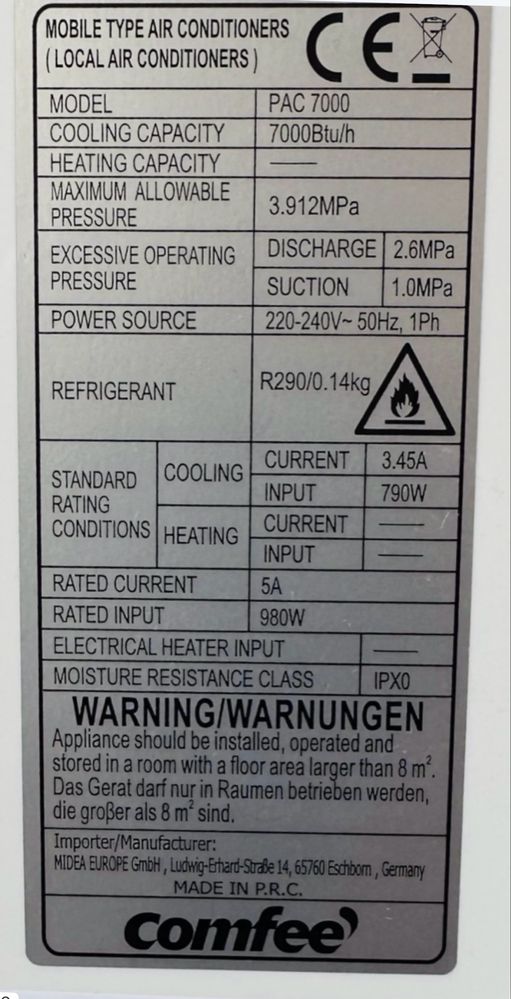 MOBILE TYPE AIR CONDITIONERS
( LOCAL AIR CONDITIONERS )
CE
MODEL PAC 7000
COOLING CAPACITY 7000Btu/h
HEATING CAPACITY ——
MAXIMUM ALLOWABLE
PRESSURE 3.912MPa
EXCESSIVE OPERATING
PRESSURE
DISCHARGE 2.6MPa
SUCTION 1.0MPa
POWER SOURCE 220-240V~ 50Hz, 1Ph
REFRIGERANT R290/0.14kg
STANDARD
RATING
CONDITIONS
COOLING
CURRENT 3.45A
INPUT 790W
HEATING
CURRENT ——
INPUT ——
RATED CURRENT 5A
RATED INPUT 980W
ELECTRICAL HEATER INPUT ——
MOISTURE RESISTANCE CLASS IPX0
WARNING/WARNUNGEN
Appliance should be installed, operated and
stored in a room with a floor area larger than 8 m².
Das Gerat darf nur in Raumen betrieben werden,
die großer als 8 m² sind.
Importer/Manufacturer:
MIDEA EUROPE GmbH , Ludwig-Erhard-Straße 14, 65760 Eschborn , Germany
MADE IN P.R.C.
comfee